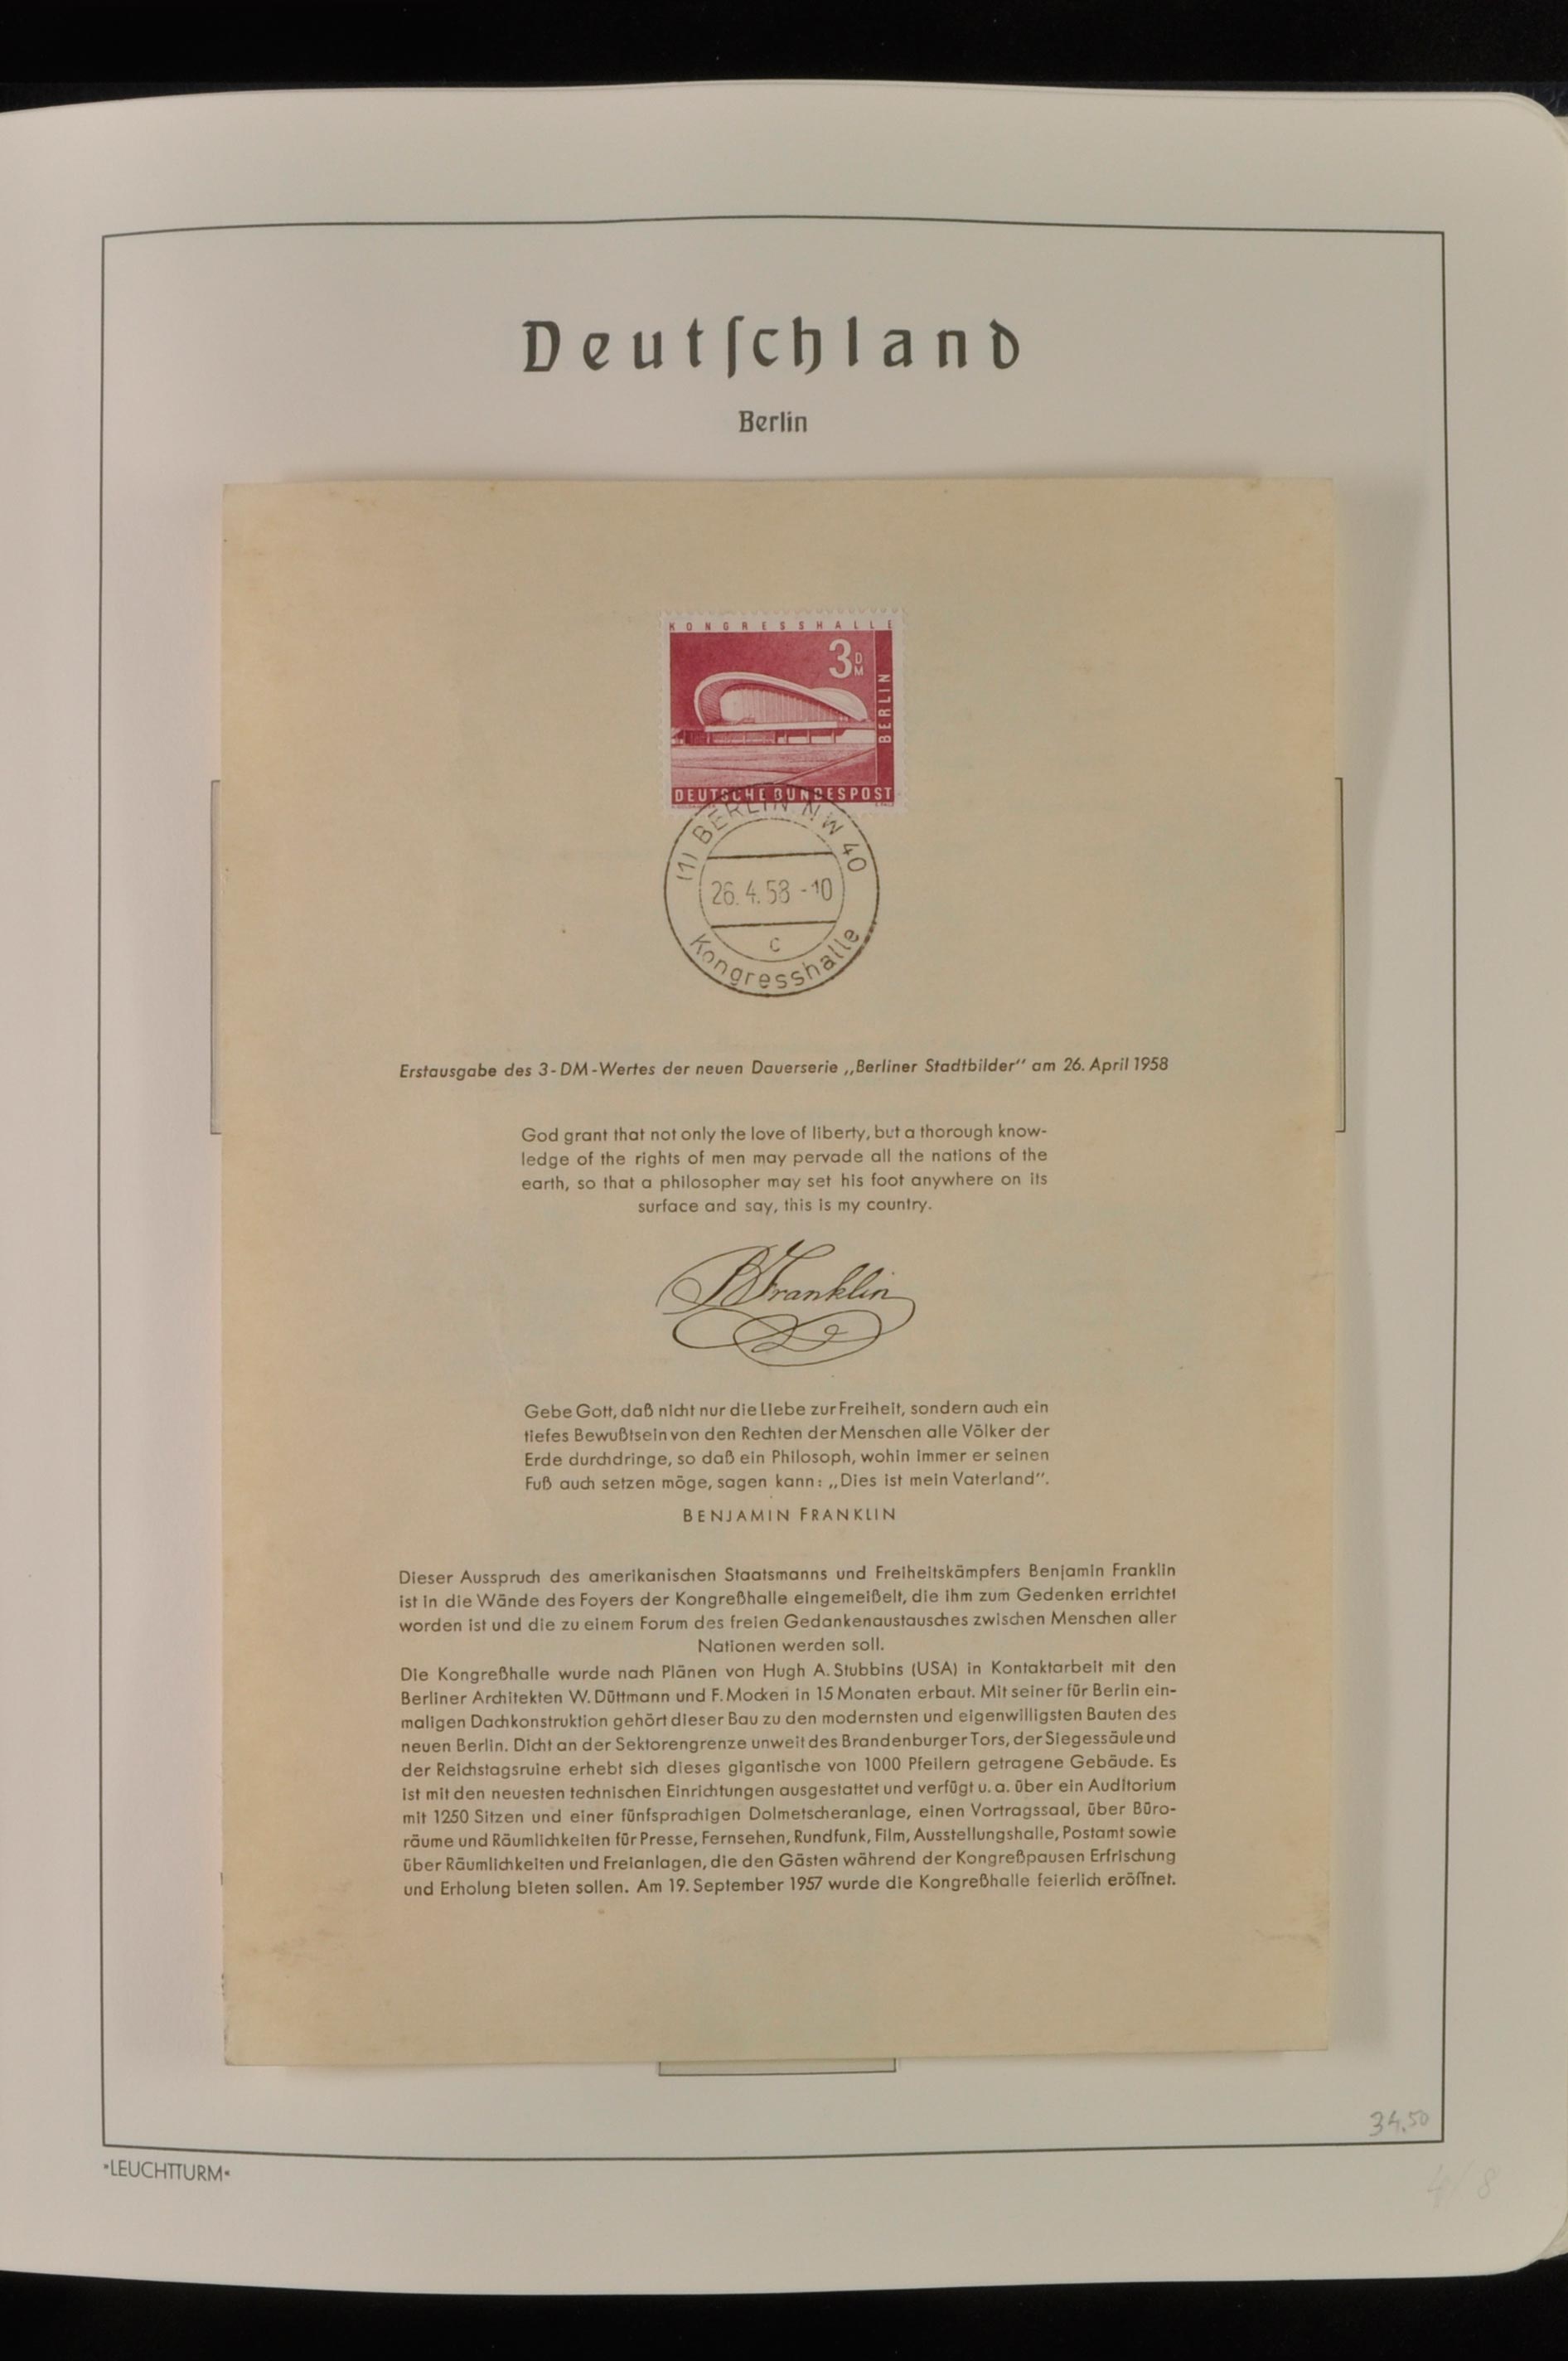 Deutſchland
Berlin
KONGRESSHALLE
3 DM
BERLIN
DEUTSCHE BUNDESPOST
(1) BERLIN NW 40
26.4.58 -10
c
Kongresshalle
Erstausgabe des 3-DM-Wertes der neuen Dauerserie „Berliner Stadtbilder“ am 26. April 1958
God grant that not only the love of liberty, but a thorough know-
ledge of the rights of men may pervade all the nations of the
earth, so that a philosopher may set his foot anywhere on its
surface and say, this is my country.
B Franklin
Gebe Gott, daß nicht nur die Liebe zur Freiheit, sondern auch ein
tiefes Bewußtsein von den Rechten der Menschen alle Völker der
Erde durchdringe, so daß ein Philosoph, wohin immer er seinen
Fuß auch setzen möge, sagen kann: „Dies ist mein Vaterland“.
BENJAMIN FRANKLIN
Dieser Ausspruch des amerikanischen Staatsmanns und Freiheitskämpfers Benjamin Franklin
ist in die Wände des Foyers der Kongreßhalle eingemeißelt, die ihm zum Gedenken errichtet
worden ist und die zu einem Forum des freien Gedankenaustausches zwischen Menschen aller
Nationen werden soll.
Die Kongreßhalle wurde nach Plänen von Hugh A. Stubbins (USA) in Kontaktarbeit mit den
Berliner Architekten W. Düttmann und F. Mocken in 15 Monaten erbaut. Mit seiner für Berlin ein-
maligen Dachkonstruktion gehört dieser Bau zu den modernsten und eigenwilligsten Bauten des
neuen Berlin. Dicht an der Sektorengrenze unweit des Brandenburger Tors, der Siegessäule und
der Reichstagsruine erhebt sich dieses gigantische von 1000 Pfeilern getragene Gebäude. Es
ist mit den neuesten technischen Einrichtungen ausgestattet und verfügt u. a. über ein Auditorium
mit 1250 Sitzen und einer fünfsprachigen Dolmetscheranlage, einen Vortragssaal, über Büro-
räume und Räumlichkeiten für Presse, Fernsehen, Rundfunk, Film, Ausstellungshalle, Postamt sowie
über Räumlichkeiten und Freianlagen, die den Gästen während der Kongreßpausen Erfrischung
und Erholung bieten sollen. Am 19. September 1957 wurde die Kongreßhalle feierlich eröffnet.
34.50
*LEUCHTTURM*